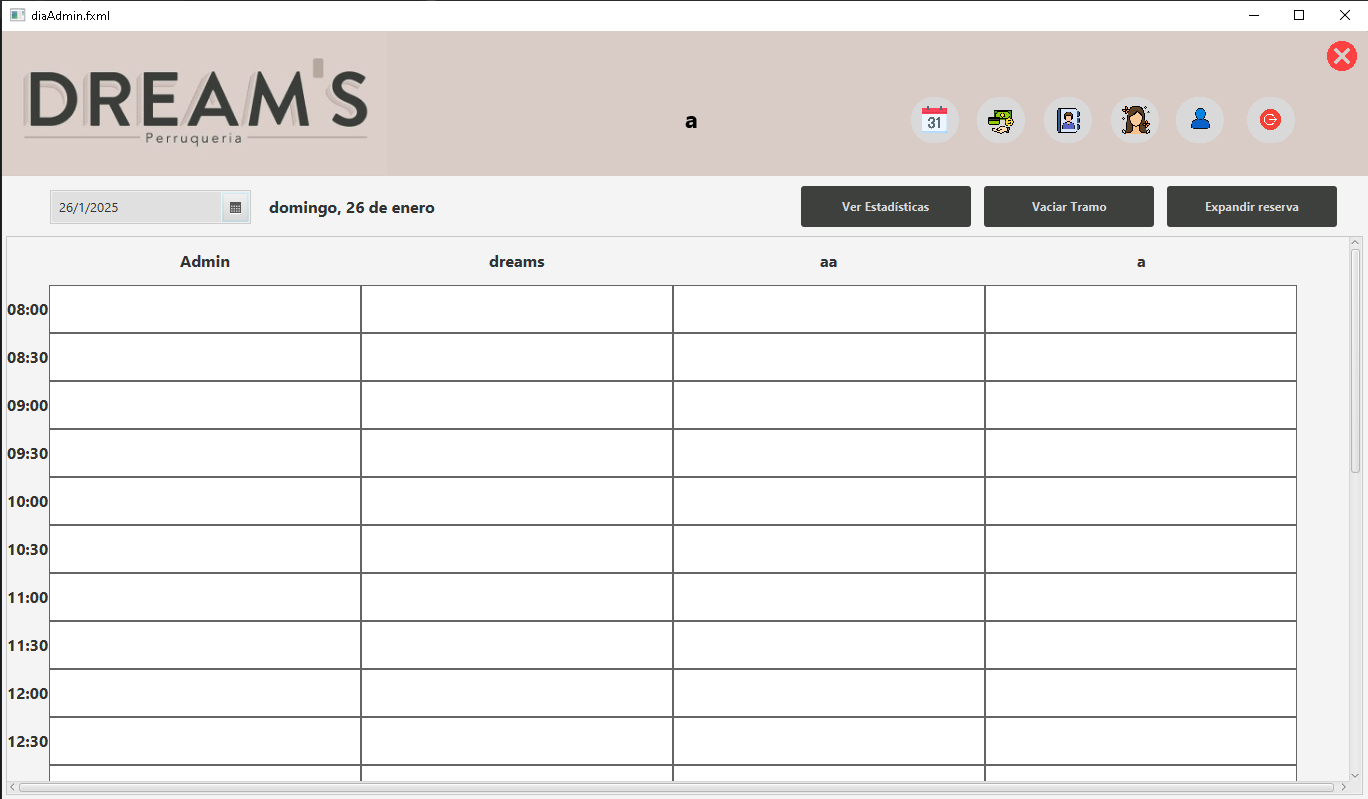 diaAdmin.fxml
DREAM'S
Perruqueria
a
31
26/1/2025
domingo, 26 de enero
Ver Estadísticas
Vaciar Tramo
Expandir reserva
Admin
dreams
aa
a
08:00
08:30
09:00
09:30
10:00
10:30
11:00
11:30
12:00
12:30